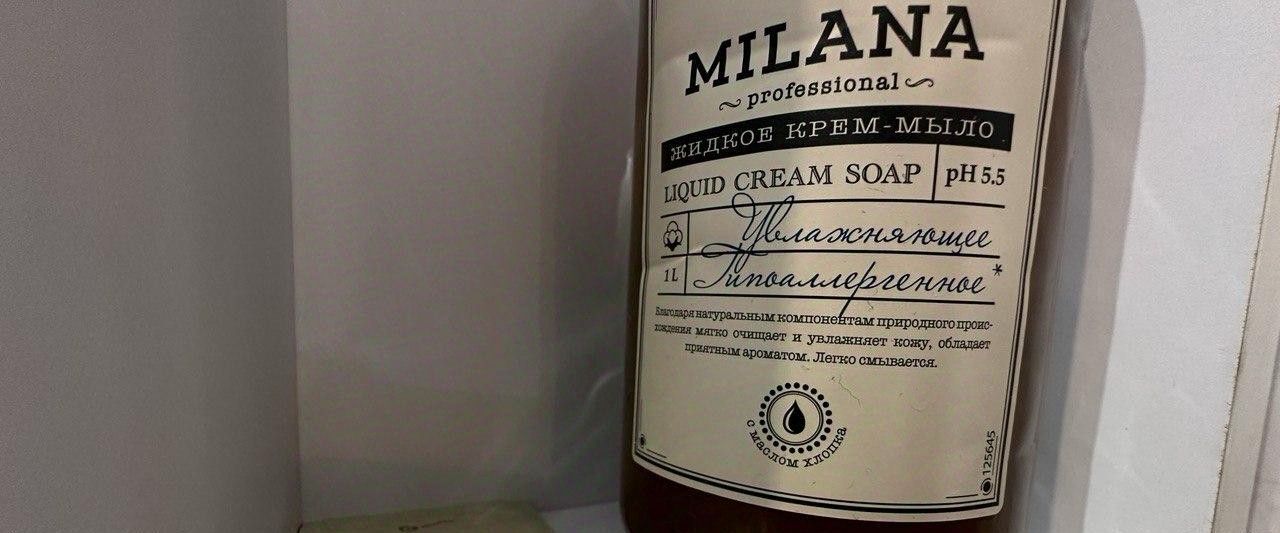 MILANA
professional
ЖИДКОЕ КРЕМ-МЫЛО
LIQUID CREAM SOAP pH 5.5
Увлажняющее
1L Гипоаллергенное*
Благодаря натуральным компонентам природного проис-
хождения мягко очищает и увлажняет кожу, обладает
приятным ароматом. Легко смывается.
с маслом хлопка
125645